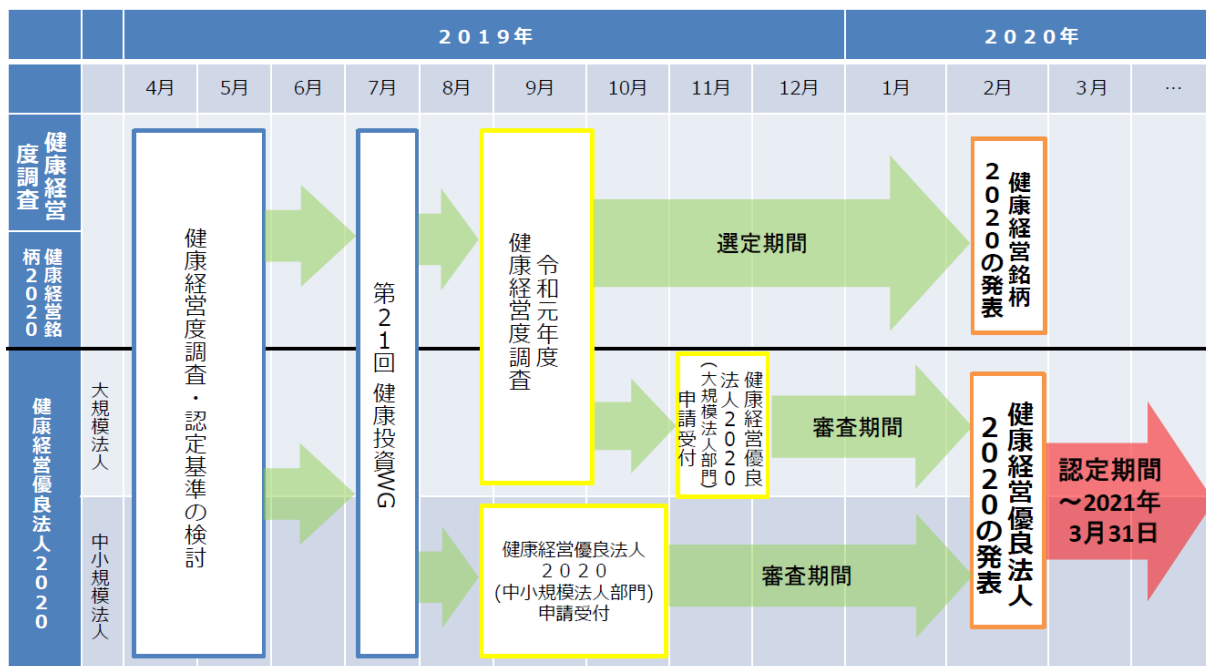 2019年
2020年
4月
5月
6月
7月
8月
9月
10月
11月
12月
1月
2月
3月
…
健康経営
度調査
健康経営銘
柄2020
健康経営優良法人2020
大規模法人
中小規模法人
健康経営度調査・認定基準の検討
第21回 健康投資WG
令和元年度
健康経営度調査
選定期間
健康経営銘柄
2020の発表
健康経営優良
法人2020
(大規模法人部門)
申請受付
審査期間
健康経営優良法人
2020
(中小規模法人部門)
申請受付
審査期間
健康経営優良法人
2020の発表
認定期間
～2021年
3月31日